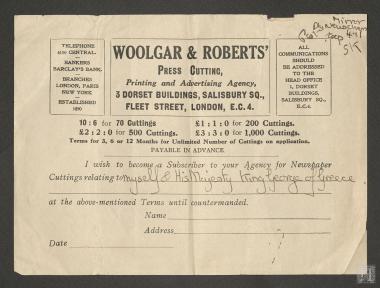 TELEPHONE
4150 CENTRAL.
BANKERS
BARCLAY'S BANK.
BRANCHES
LONDON, PARIS
NEW YORK.
ESTABLISHED
WOOLGAR & ROBERTS'
PRESS CUTTING,
Printing and Advertising Agency,
3 DORSET BUILDINGS, SALISBURY SQ.,
FLEET STREET, LONDON, E.C.4.
Mirror
ALL
COMMUNICATIONS
SHOULD
BE ADDRESSED
TO THE
HEAD OFFICE
DORSET
BUILDINGS,
SALISBURY SQ.,
E.C.4.
10:6 for 70 Cuttings £1:1:0 for 200 Cuttings.
£2:2:0 for 500 Cuttings. £3:3:0 for 1,000 Cuttings.
Terms for 3, 6 or 12 Months for Unlimited Number of Cuttings on application.
PAYABLE IN ADVANCE
I wish to become a Subscriber to your Agency for Newspaper
Cuttings relating to myself & His Majesty King George of Greece
at the above-mentioned Terms until countermanded.
Name
Address
Date